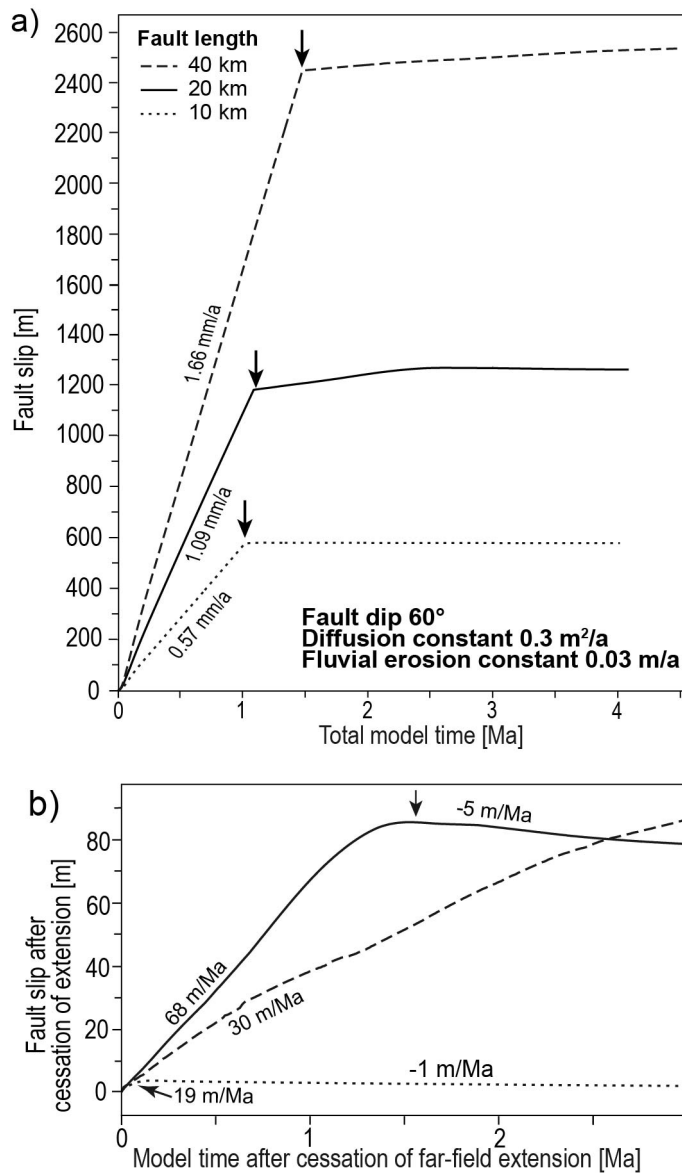 a)
Fault length
40 km
20 km
10 km
2600
2400
2200
2000
1800
1600
1400
1200
1000
800
600
400
200
0
Fault slip [m]
1.66 mm/a
1.09 mm/a
0.57 mm/a
Fault dip 60°
Diffusion constant 0.3 m²/a
Fluvial erosion constant 0.03 m/a
0 1 2 3 4
Total model time [Ma]
b)
80
60
40
20
0
Fault slip after
cessation of extension [m]
-5 m/Ma
68 m/Ma
30 m/Ma
-1 m/Ma
19 m/Ma
0 1 2
Model time after cessation of far-field extension [Ma]